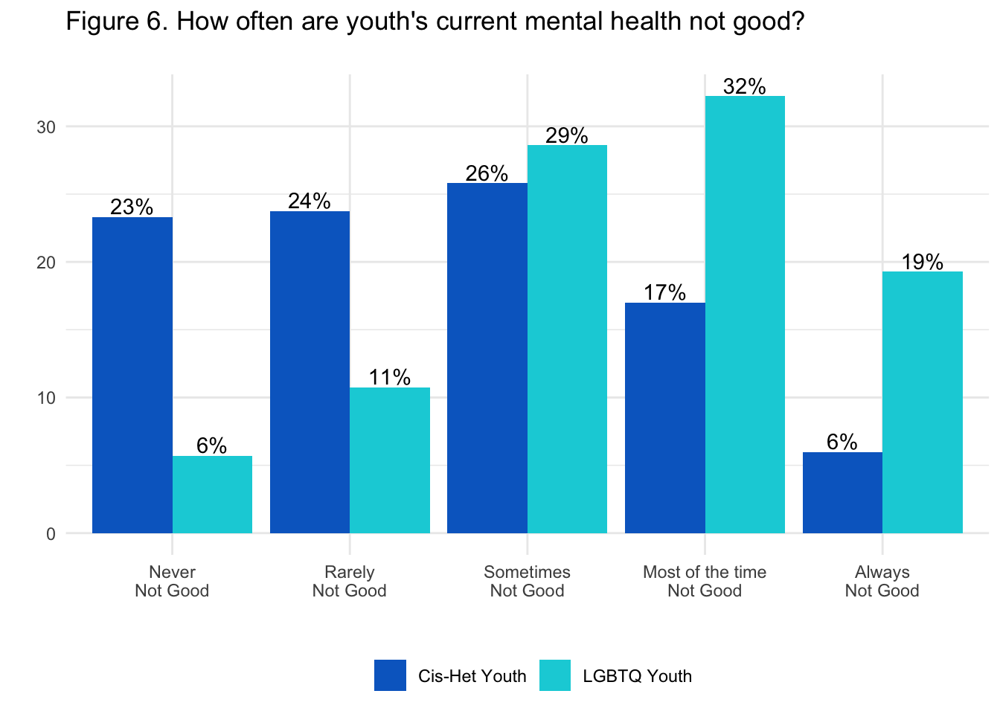 Figure 6. How often are youth's current mental health not good?
32%
30
29%
26%
24%
23%
20
19%
17%
11%
10
6%
6%
0
Never
Not Good
Rarely
Not Good
Sometimes
Not Good
Most of the time
Not Good
Always
Not Good
Cis-Het Youth
LGBTQ Youth